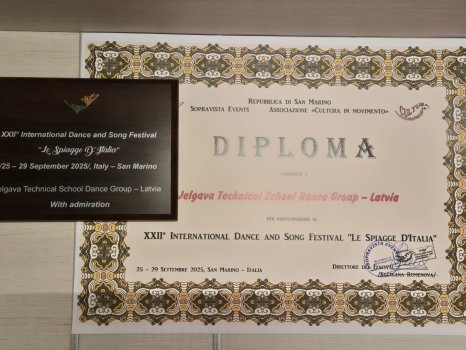 XXII° International Dance and Song Festival
"Le Spiagge D'Italia"
/25 – 29 September 2025/, Italy – San Marino
Jelgava Technical School Dance Group – Latvia
With admiration
Repubblica di San Marino
Sopravista Events Associazione «Cultura in movimento»
DIPLOMA
Jelgava Technical School Dance Group – Latvia
per partecipazione al
XXII° International Dance and Song Festival "Le Spiagge D'Italia"
25 – 29 Settembre 2025, San Marino – Italia
Direttore del Festival